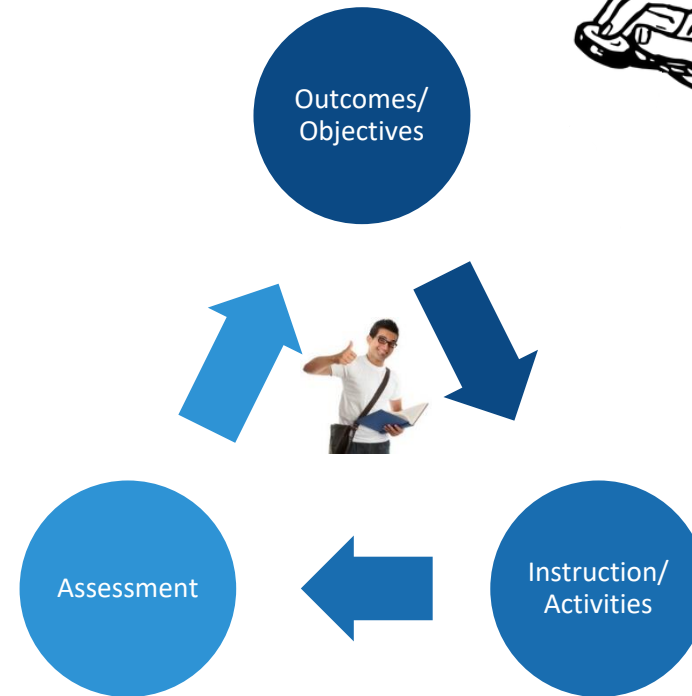 Outcomes/
Objectives
Instruction/
Activities
Assessment